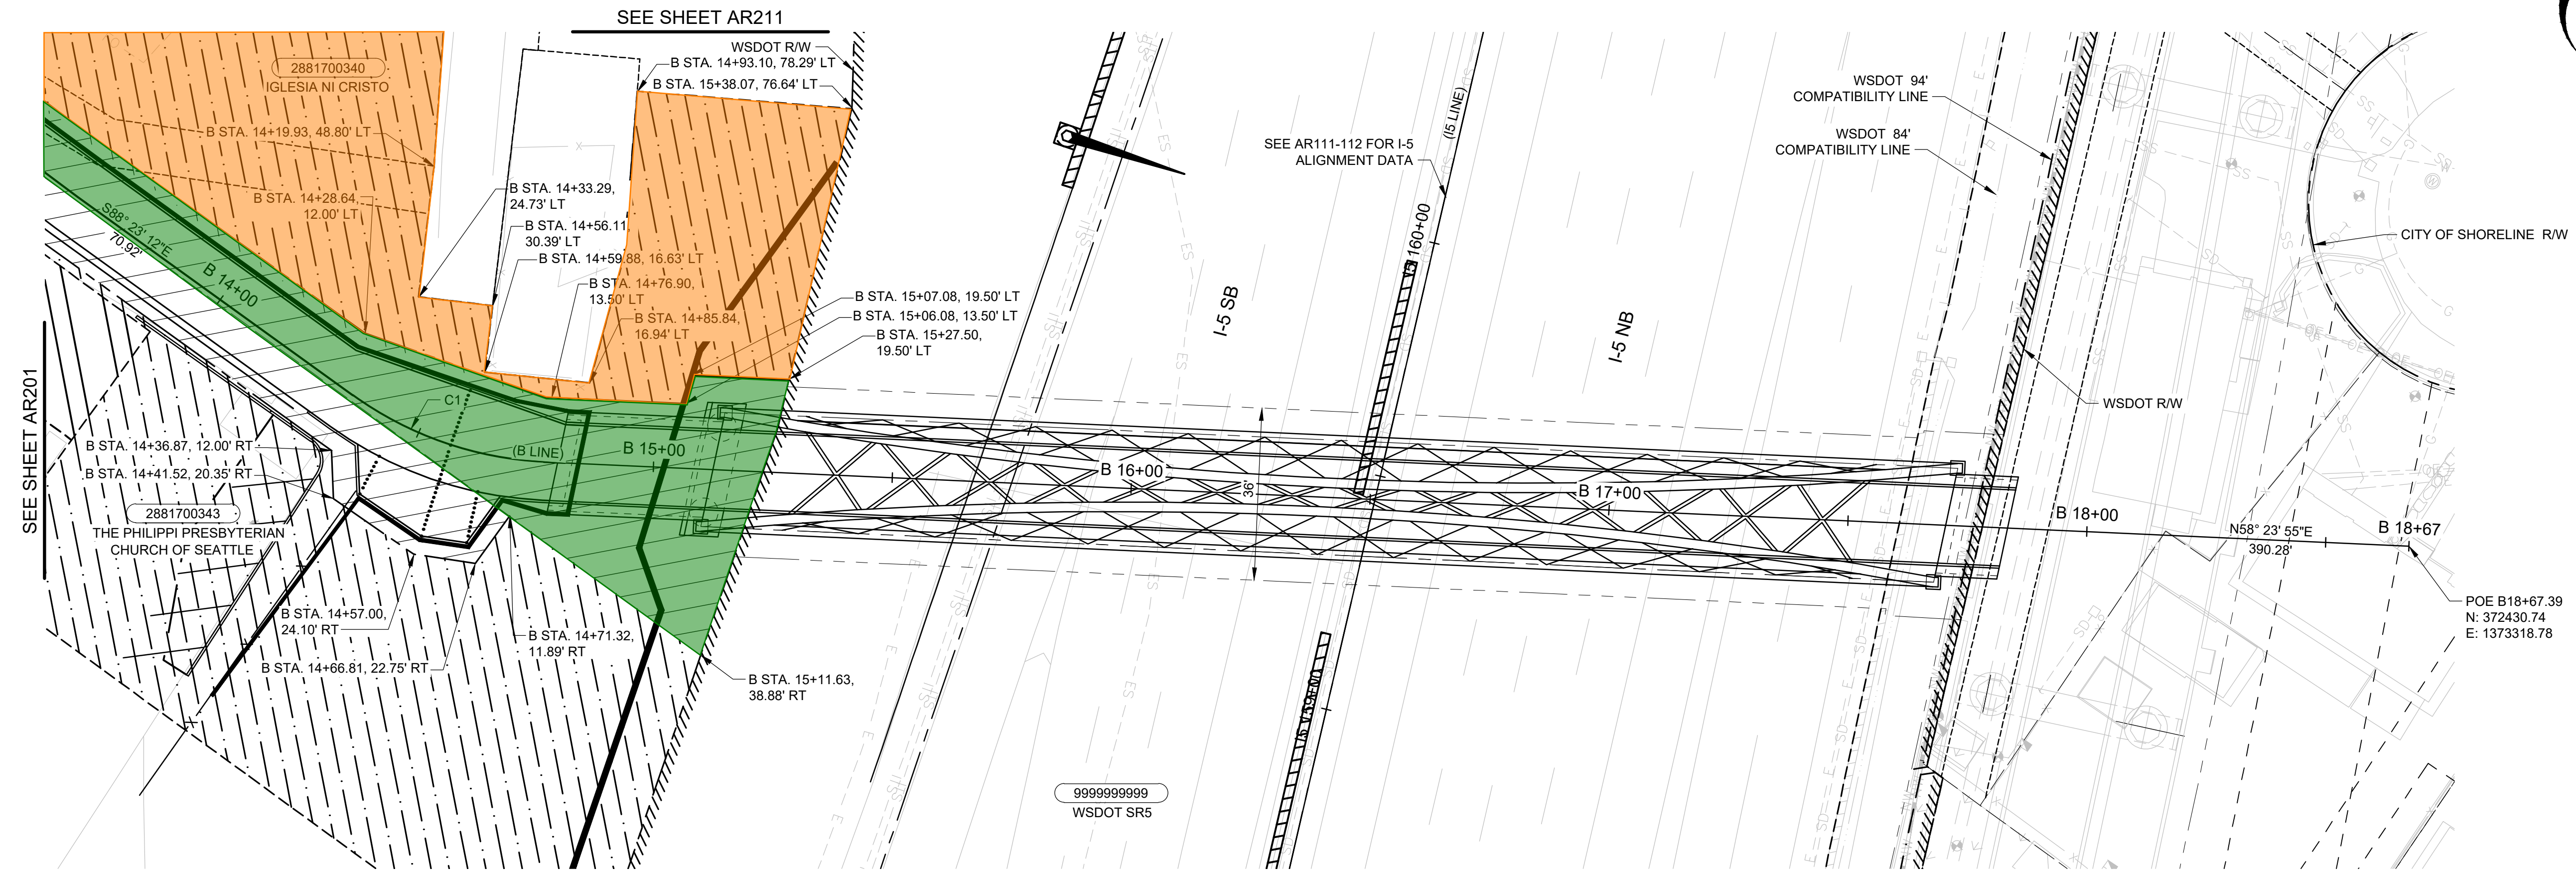 SEE SHEET AR211
2881700340
IGLESIA NI CRISTO
WSDOT R/W
B STA. 14+93.10, 78.29' LT
B STA. 15+38.07, 76.64' LT
B STA. 14+19.93, 48.80' LT
B STA. 14+28.64,
12.00' LT
B STA. 14+33.29,
24.73' LT
B STA. 14+56.11,
30.39' LT
B STA. 14+59.88, 16.63' LT
B STA. 14+76.90,
13.50' LT
B STA. 14+85.84,
16.94' LT
B STA. 15+07.08, 19.50' LT
B STA. 15+06.08, 13.50' LT
B STA. 15+27.50,
19.50' LT
S88° 23' 12"E
70.92'
B 14+00
C1
(B LINE)
B 15+00
SEE SHEET AR201
B STA. 14+36.87, 12.00' RT
B STA. 14+41.52, 20.35' RT
2881700343
THE PHILIPPI PRESBYTERIAN
CHURCH OF SEATTLE
B STA. 14+57.00,
24.10' RT
B STA. 14+66.81, 22.75' RT
B STA. 14+71.32,
11.89' RT
B STA. 15+11.63,
38.88' RT
SEE AR111-112 FOR I-5
ALIGNMENT DATA
(I5 LINE)
I5 160+00
I-5 SB
I-5 NB
B 16+00
36'
B 17+00
9999999999
WSDOT SR5
WSDOT 94'
COMPATIBILITY LINE
WSDOT 84'
COMPATIBILITY LINE
CITY OF SHORELINE R/W
WSDOT R/W
B 18+00
N58° 23' 55"E
390.28'
B 18+67
POE B18+67.39
N: 372430.74
E: 1373318.78